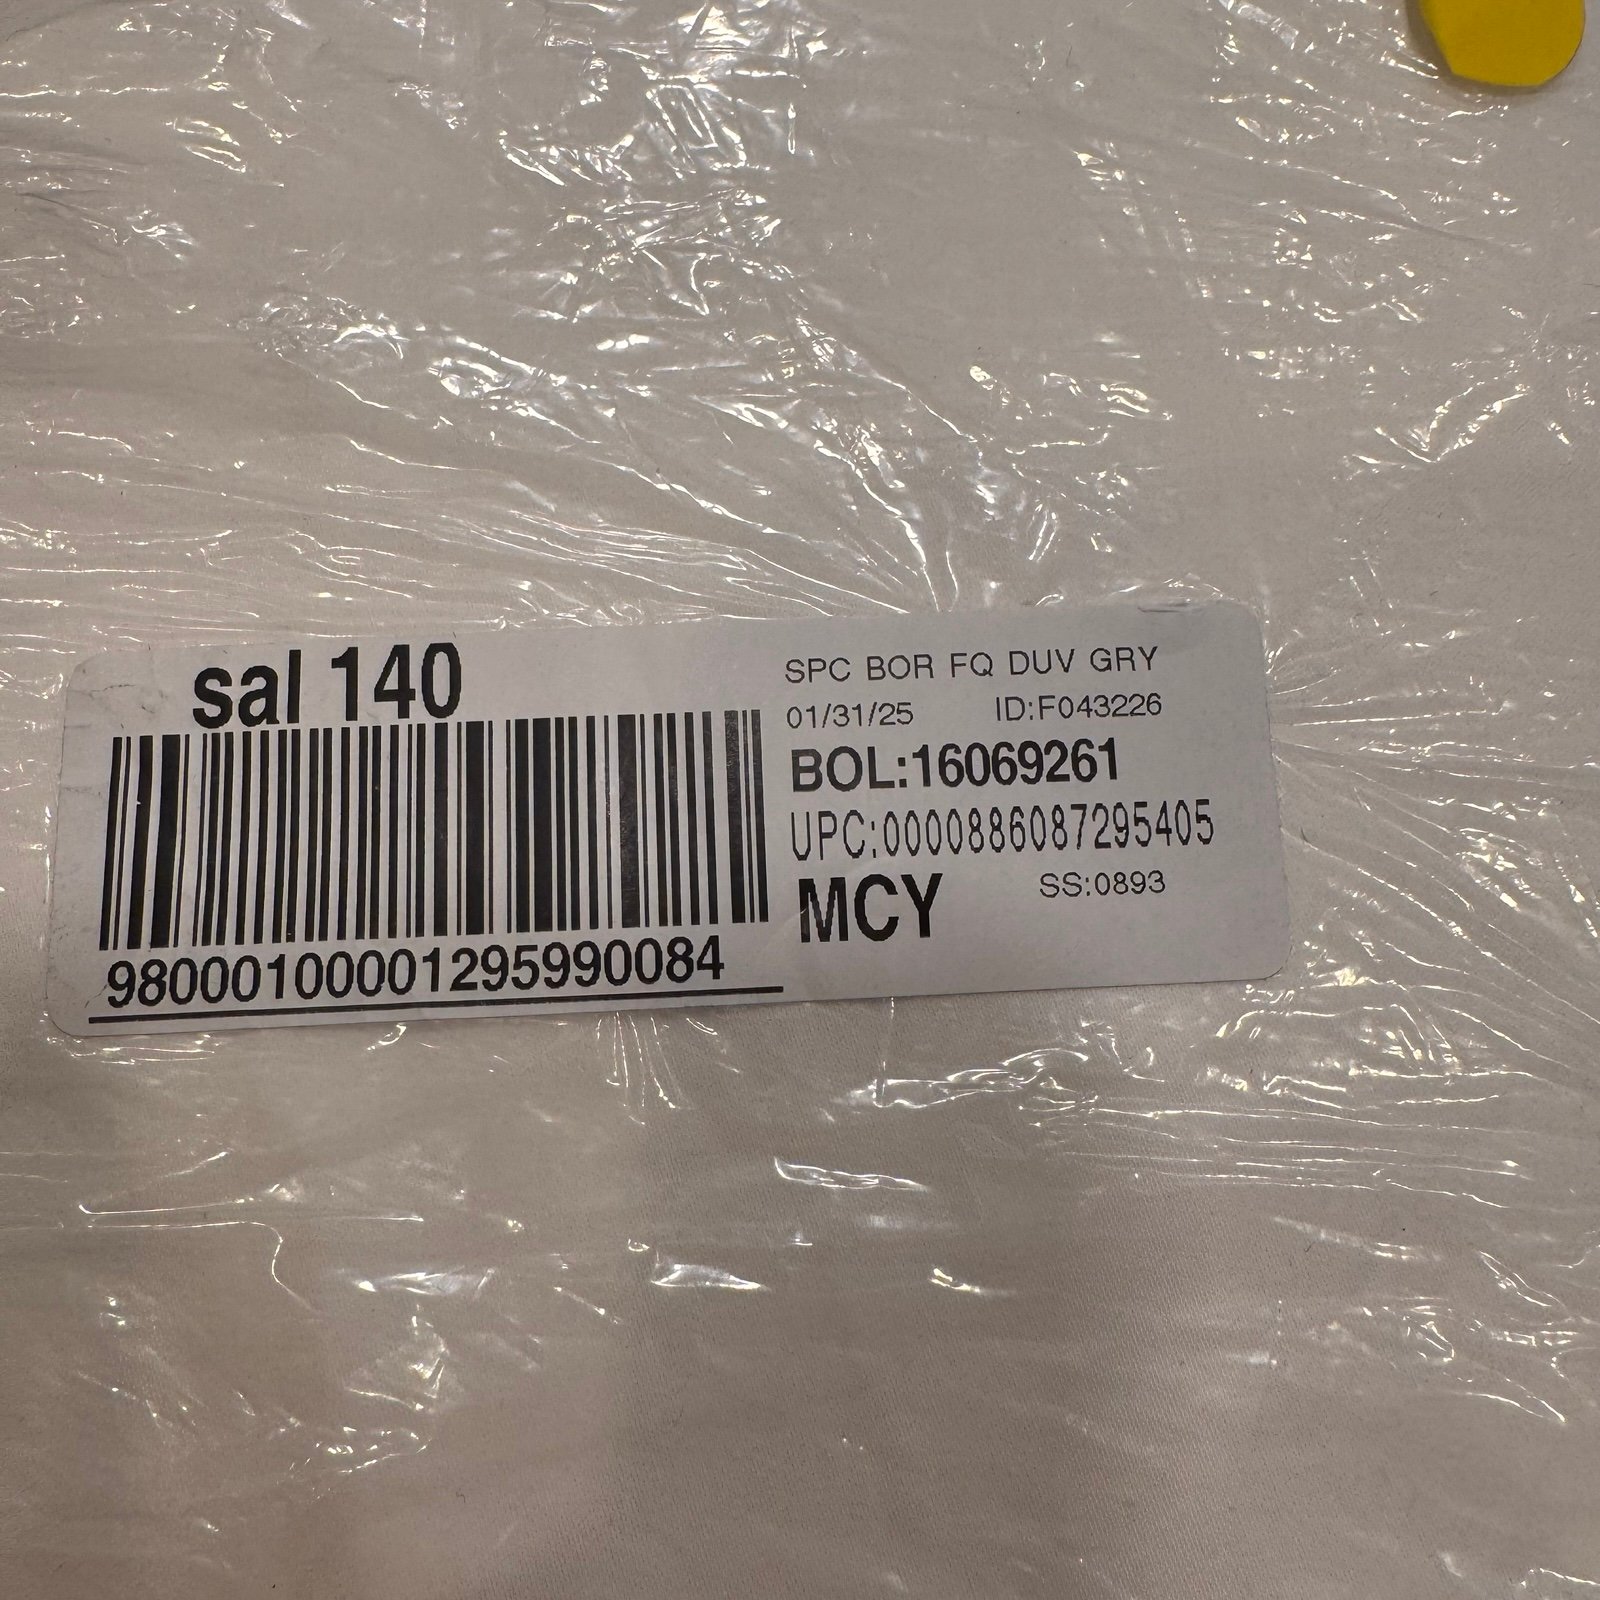 sal 140
98000100001295990084
SPC BOR FQ DUV GRY
01/31/25 ID:F043226
BOL:16069261
UPC:0000886087295405
MCY SS:0893